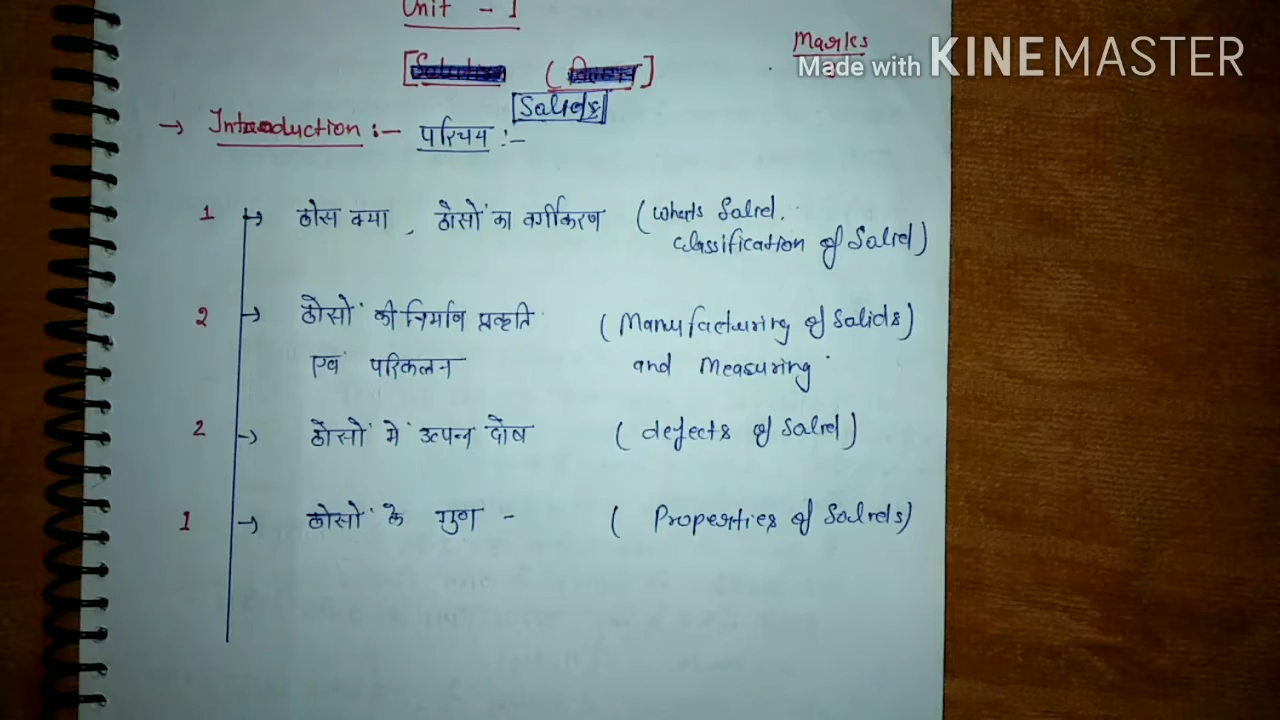 Unit - 1
Marks
Made with KINEMASTER
[Solids]
→ Introduction :- परिचय :-
1 → ठोस क्या , ठोसों का वर्गीकरण (whats Solid.
classification of Solid)
2 → ठोसों की निर्माण प्रकृति (Manufacturing of Solids)
एवं परिकलन and Measuring
2 → ठोसों में उत्पन्न दोष (defects of Solid)
1 → ठोसों के गुण - (Properties of Solids)